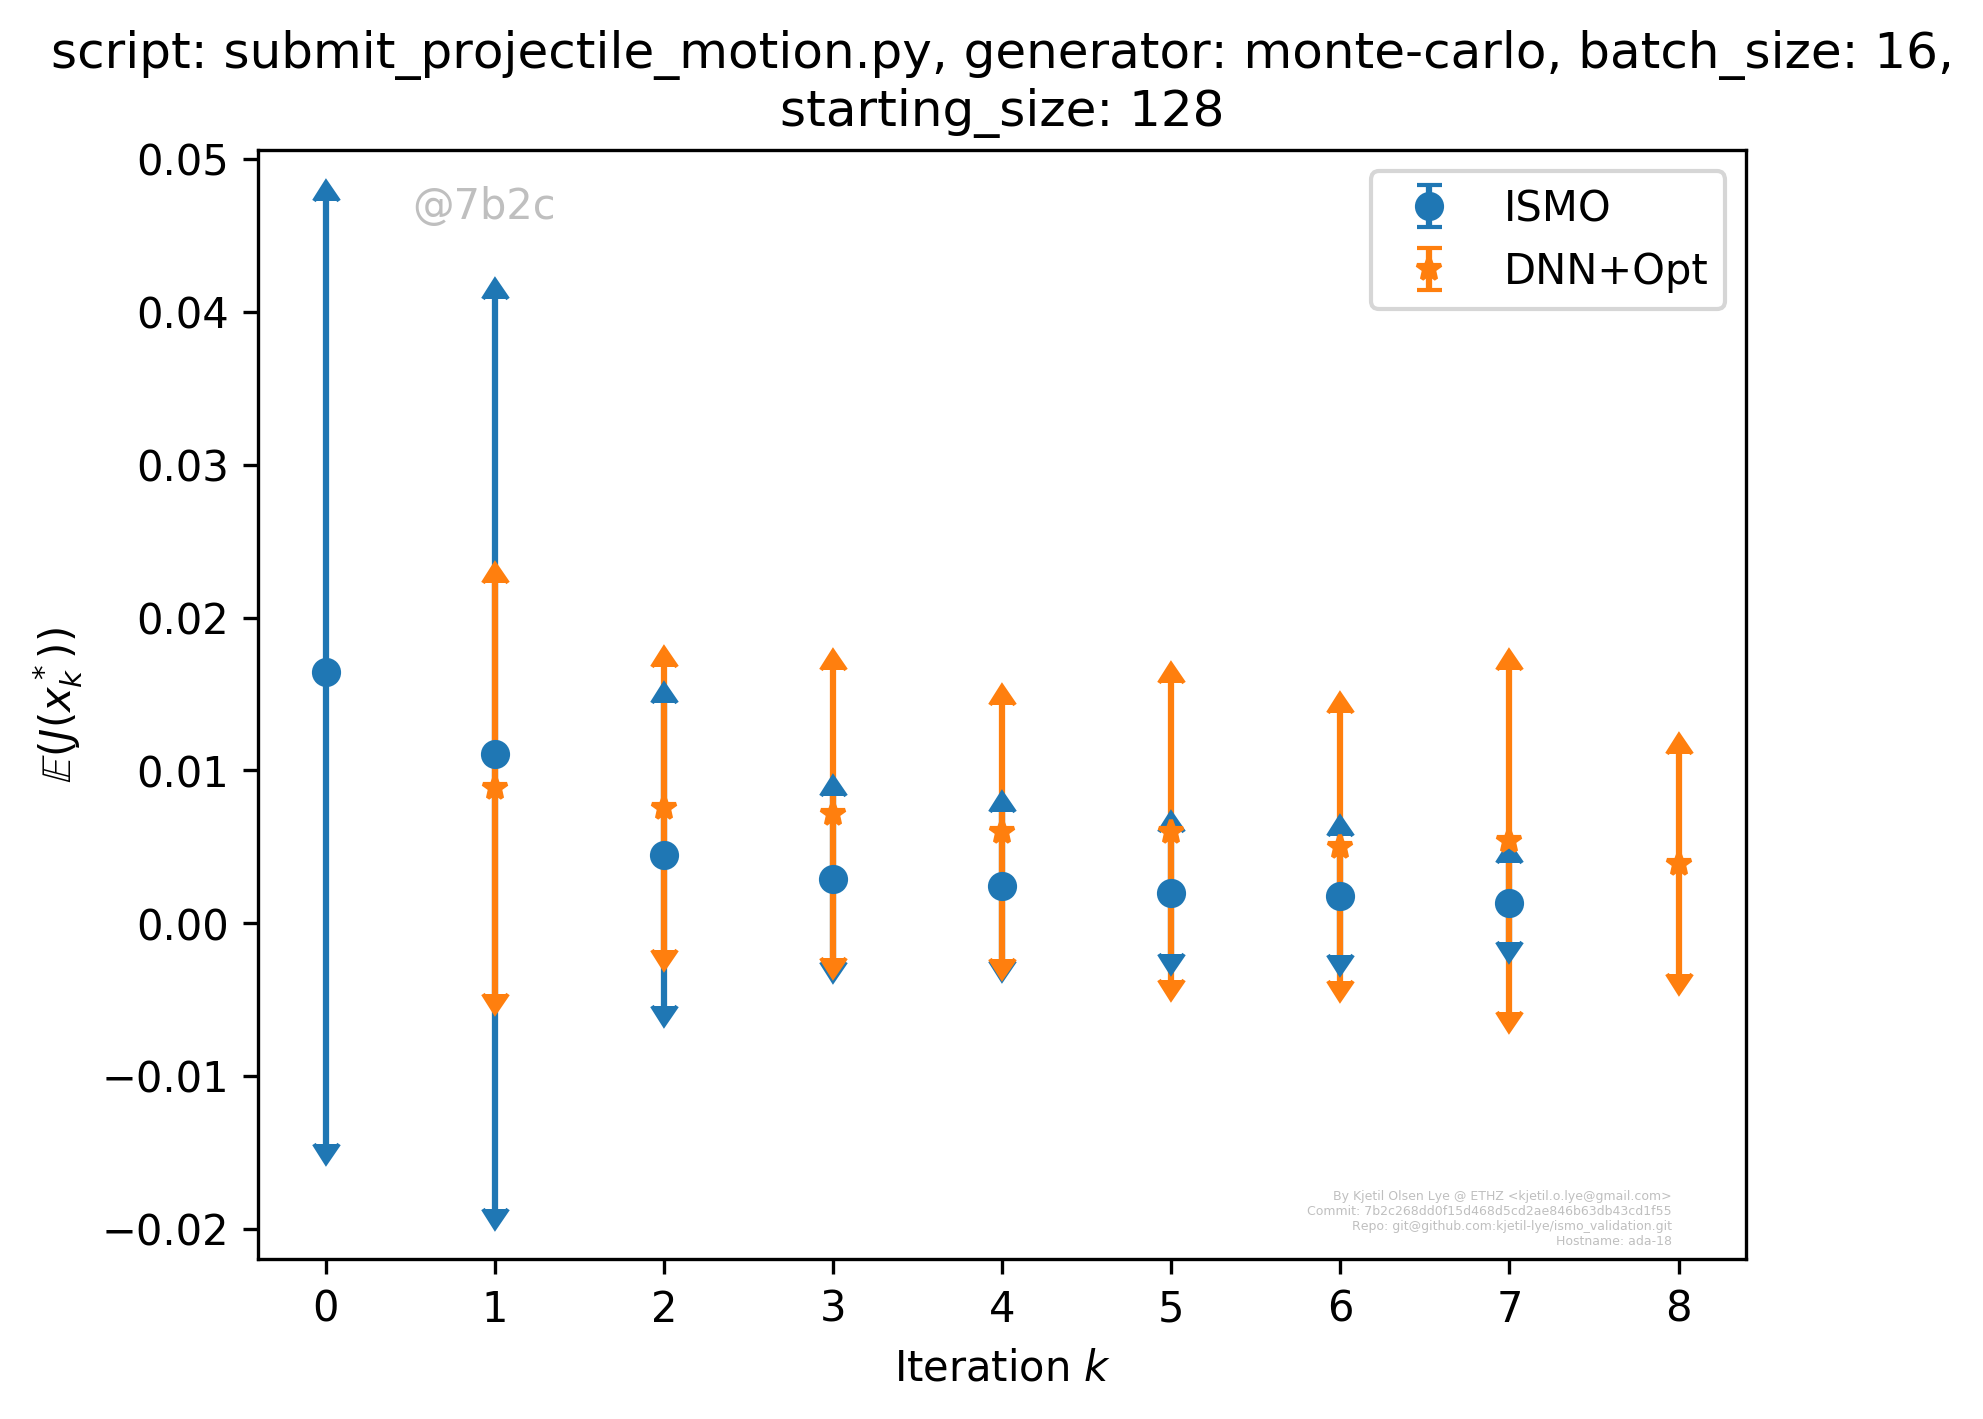 script: submit_projectile_motion.py, generator: monte-carlo, batch_size: 16,
starting_size: 128
0.05
0.04
0.03
0.02
0.01
0.00
−0.01
−0.02
𝔼(J(x*k))
@7b2c
ISMO
DNN+Opt
By Kjetil Olsen Lye @ ETHZ <kjetil.o.lye@gmail.com>
Commit: 7b2c268dd0f15d468d5cd2ae846b63db43cd1f55
Repo: git@github.com:kjetil-lye/ismo_validation.git
Hostname: ada-18
0 1 2 3 4 5 6 7 8
Iteration k